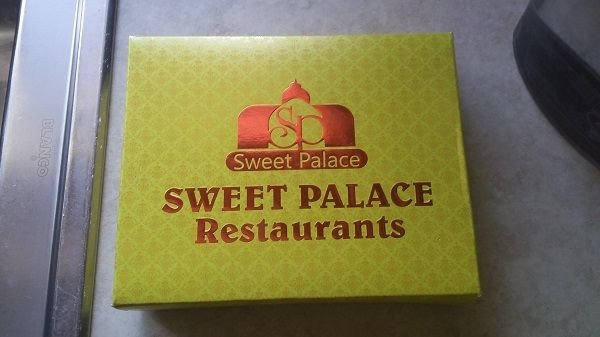 SP
Sweet Palace
SWEET PALACE
Restaurants
BLANCO